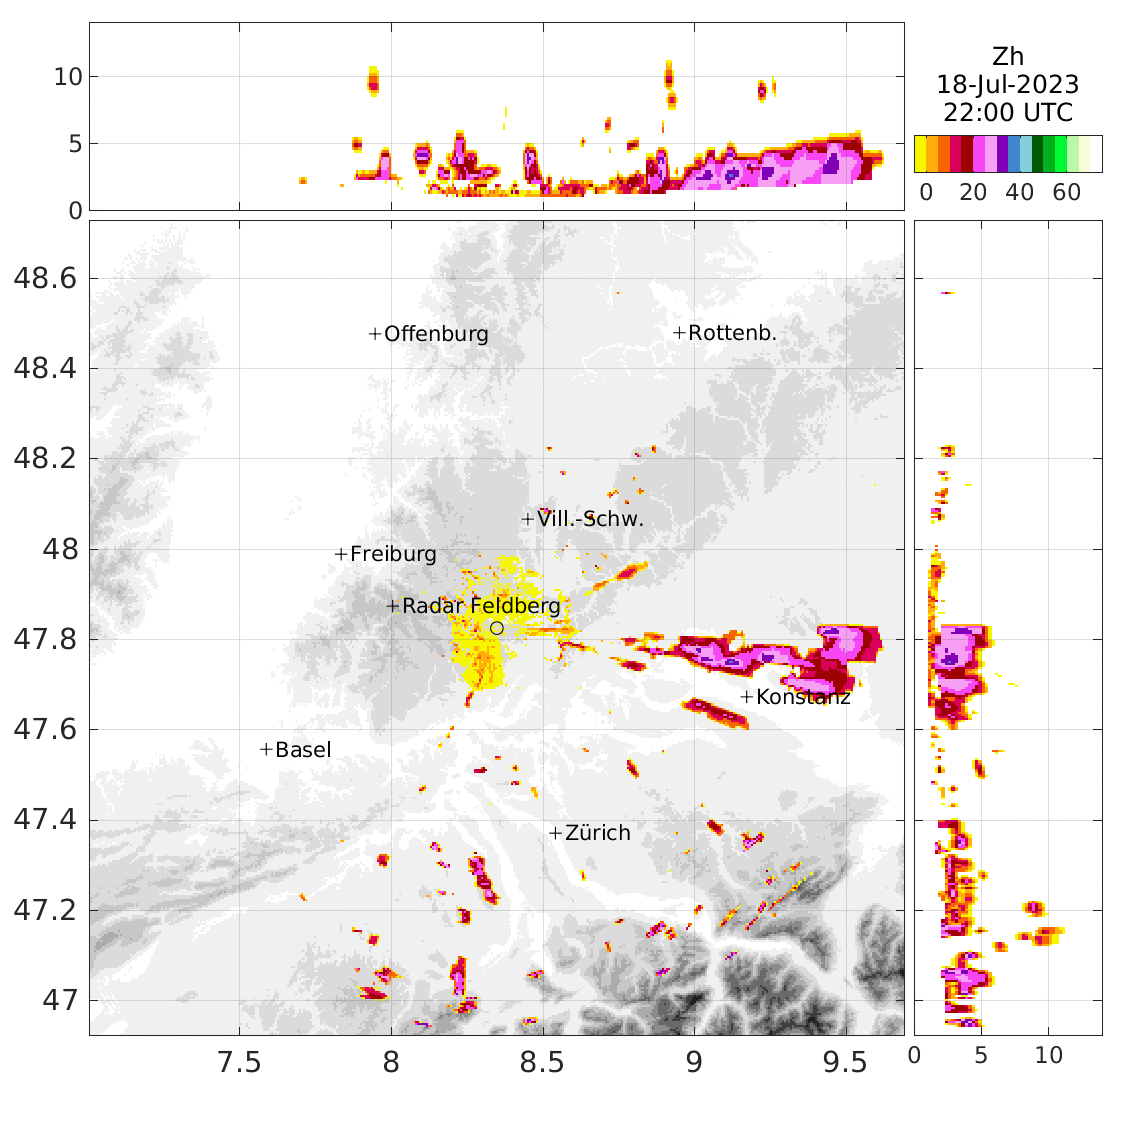 10
5
0
Zh
18-Jul-2023
22:00 UTC
0 20 40 60
48.6
48.4
48.2
48
47.8
47.6
47.4
47.2
47
+Offenburg
+Rottenb.
+Vill.-Schw.
+Freiburg
+Radar Feldberg
+Konstanz
+Basel
+Zürich
7.5 8 8.5 9 9.5
0 5 10